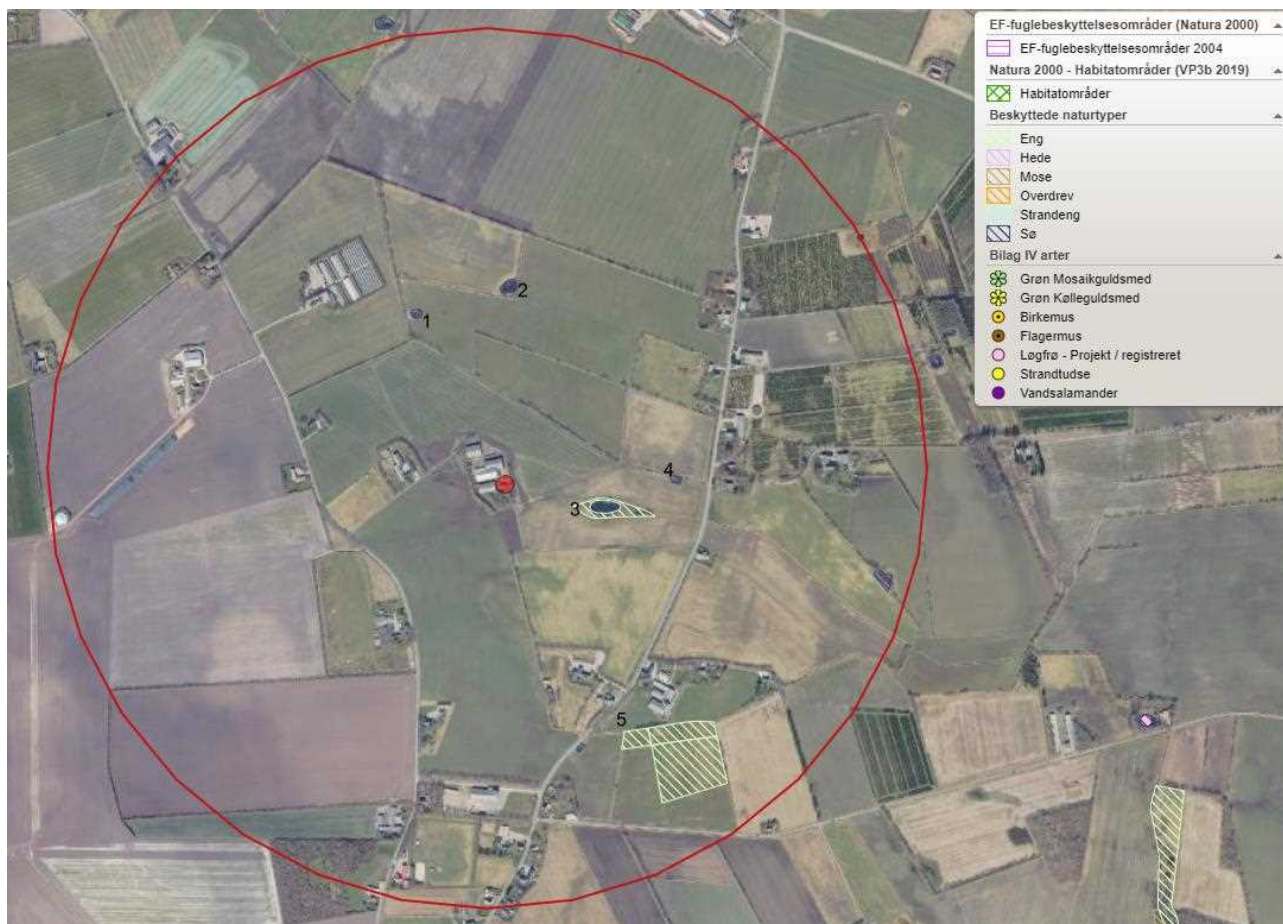 EF-fuglebeskyttelsesområder (Natura 2000)
EF-fuglebeskyttelsesområder 2004
Natura 2000 - Habitatområder (VP3b 2019)
Habitatområder
Beskyttede naturtyper
Eng
Hede
Mose
Overdrev
Strandeng
Sø
Bilag IV arter
Grøn Mosaikguldsmed
Grøn Kølleguldsmed
Birkemus
Flagermus
Løgfrø - Projekt / registreret
Strandtudse
Vandsalamander
2
1
4
3
5